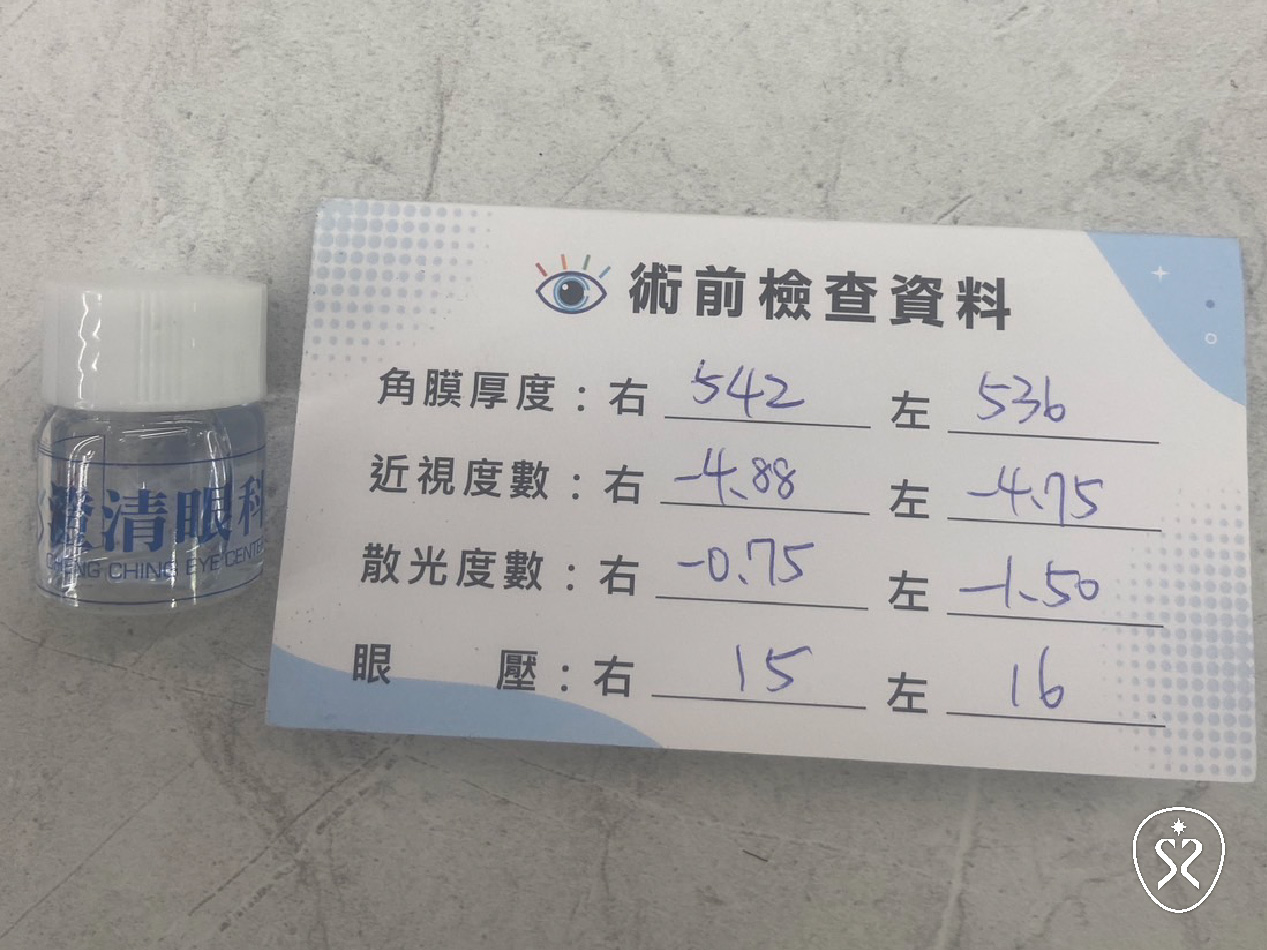 術前檢查資料
角膜厚度：右 542 左 536
近視度數：右 -4.88 左 -4.75
散光度數：右 -0.75 左 -1.50
眼壓：右 15 左 16
澄清眼科
CHENG CHING EYE CENTER